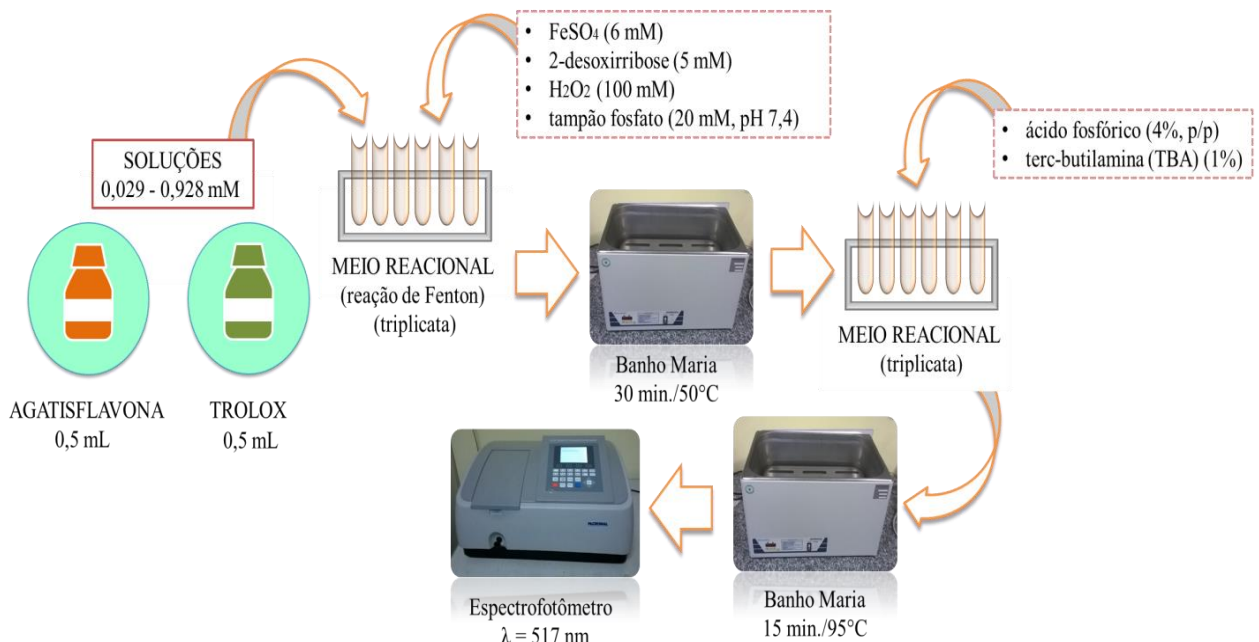 • FeSO₄ (6 mM)
• 2-desoxirribose (5 mM)
• H₂O₂ (100 mM)
• tampão fosfato (20 mM, pH 7,4)
SOLUÇÕES
0,029 - 0,928 mM
• ácido fosfórico (4%, p/p)
• terc-butilamina (TBA) (1%)
AGATISFLAVONA
0,5 mL
TROLOX
0,5 mL
MEIO REACIONAL
(reação de Fenton)
(triplicata)
Banho Maria
30 min./50°C
MEIO REACIONAL
(triplicata)
Banho Maria
15 min./95°C
Espectrofotômetro
λ = 517 nm